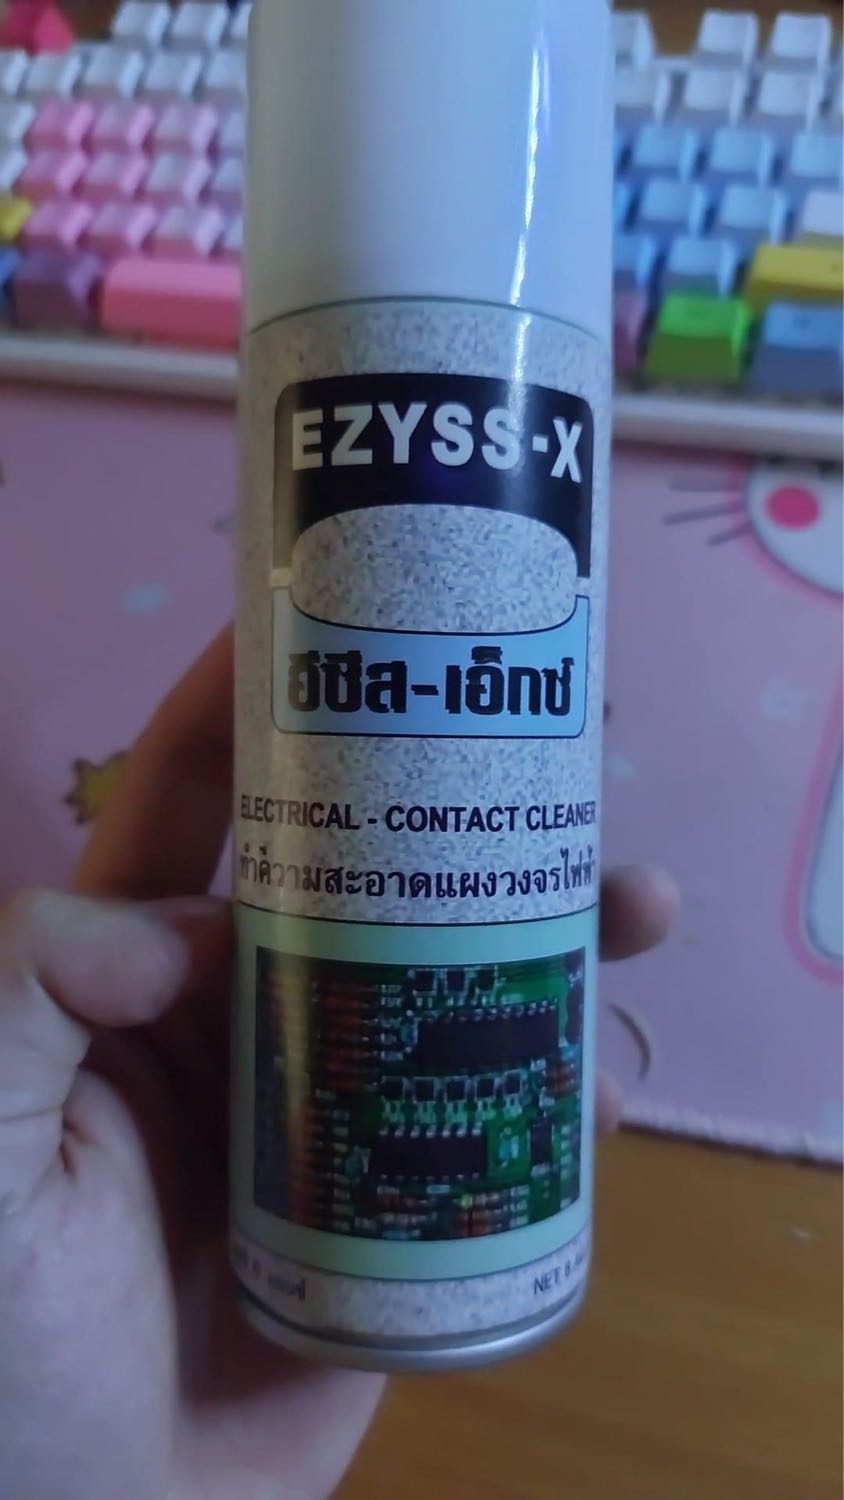 EZYSS-X
อีซีส-เอ็กซ์
ELECTRICAL - CONTACT CLEANER
ทำความสะอาดแผงวงจรไฟฟ้า
NET